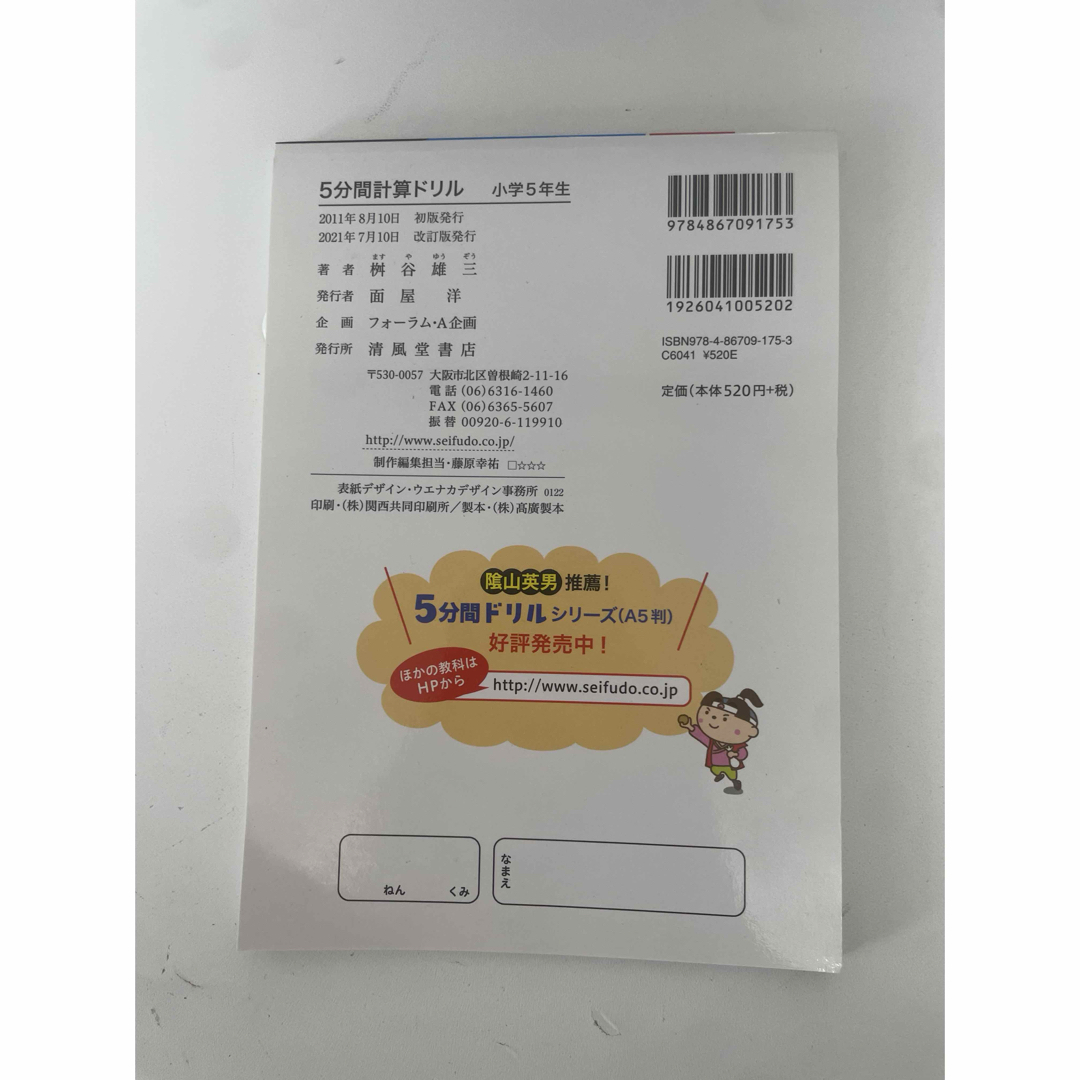 5分間計算ドリル 小学5年生
2011年8月10日 初版発行
2021年7月10日 改訂版発行
ます や ゆう ぞう
著者 桝谷雄三
発行者 面屋 洋
企画 フォーラム・A企画
発行所 清風堂書店
〒530-0057 大阪市北区曽根崎2-11-16
電話 (06)6316-1460
FAX (06)6365-5607
振替 00920-6-119910
http://www.seifudo.co.jp/
制作編集担当・藤原幸祐 □☆☆☆
表紙デザイン・ウエナカデザイン事務所 0122
印刷・(株)関西共同印刷所／製本・(株)髙廣製本
9784867091753
1926041005202
ISBN978-4-86709-175-3
C6041 ¥520E
定価(本体520円+税)
陰山英男 推薦!
5分間ドリル シリーズ(A5判)
好評発売中!
ほかの教科は
HPから
http://www.seifudo.co.jp
ねん くみ
なまえ